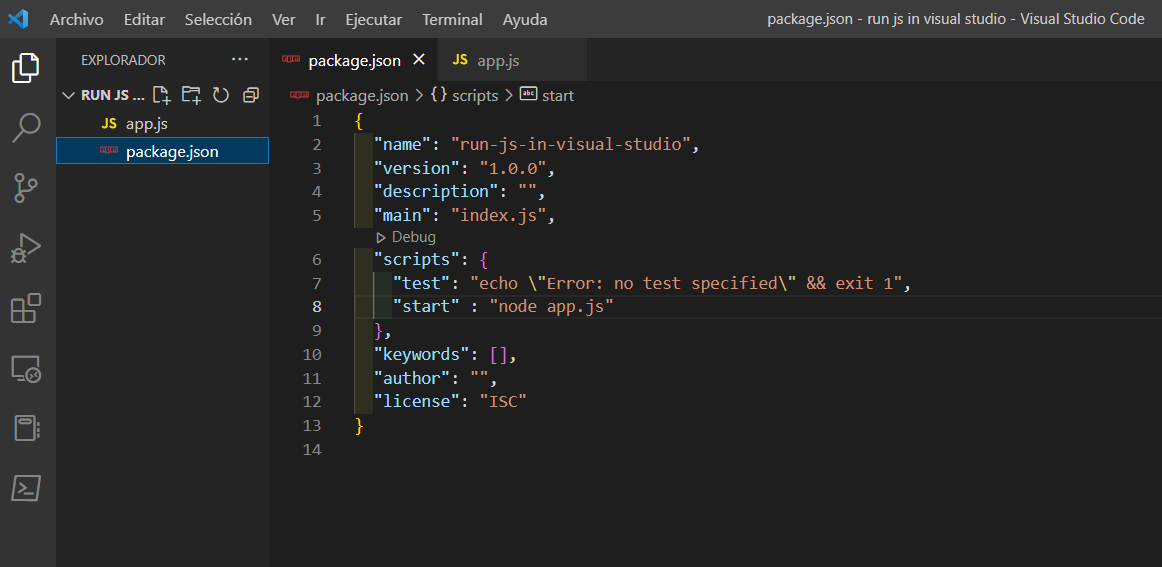 Archivo Editar Selección Ver Ir Ejecutar Terminal Ayuda package.json - run js in visual studio - Visual Studio Code
EXPLORADOR ···
RUN JS ...
JS app.js
package.json
package.json JS app.js
package.json > {} scripts > abc start
1 {
2 "name": "run-js-in-visual-studio",
3 "version": "1.0.0",
4 "description": "",
5 "main": "index.js",
Debug
6 "scripts": {
7 "test": "echo \"Error: no test specified\" && exit 1",
8 "start" : "node app.js"
9 },
10 "keywords": [],
11 "author": "",
12 "license": "ISC"
13 }
14